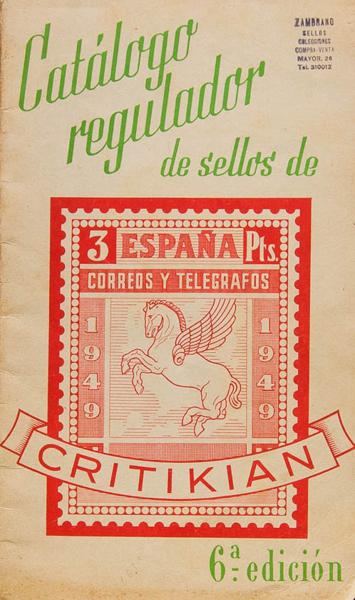 Catálogo
regulador
de sellos de
ZAMBRANO
SELLOS
COLECCIONES
COMPRA-VENTA
MAYOR, 26
TEL. 310012
3 ESPAÑA Pts.
CORREOS Y TELEGRAFOS
1949
1949
CRITIKIAN
6ª edición